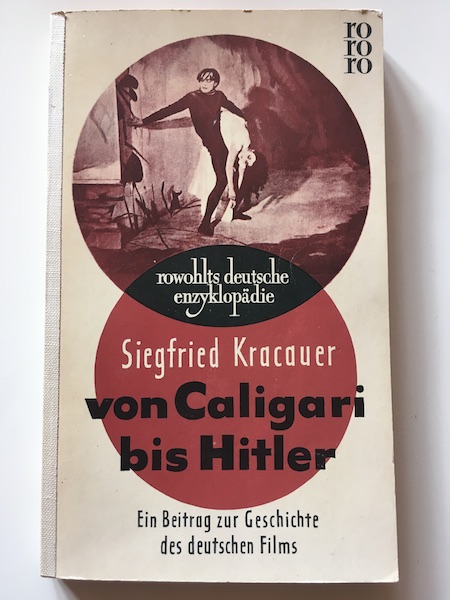 ro
ro
ro
rowohlts deutsche
enzyklopädie
Siegfried Kracauer
von Caligari
bis Hitler
Ein Beitrag zur Geschichte
des deutschen Films